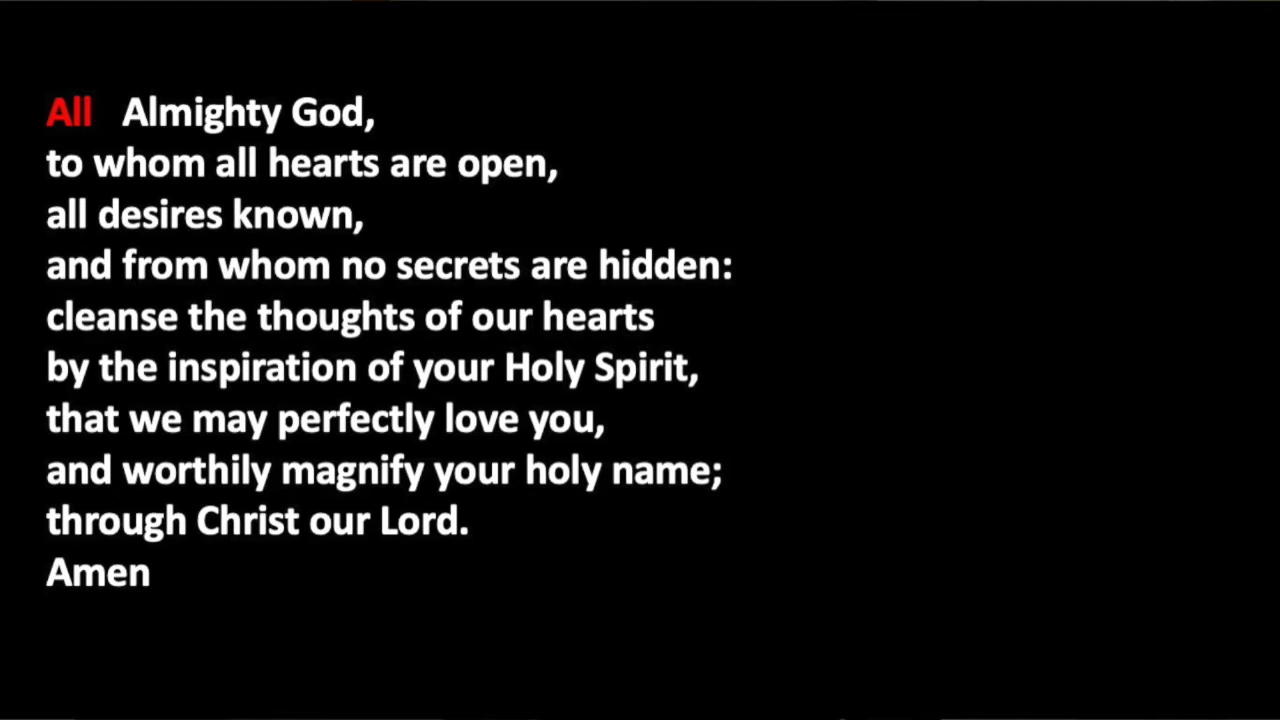 All Almighty God,
to whom all hearts are open,
all desires known,
and from whom no secrets are hidden:
cleanse the thoughts of our hearts
by the inspiration of your Holy Spirit,
that we may perfectly love you,
and worthily magnify your holy name;
through Christ our Lord.
Amen